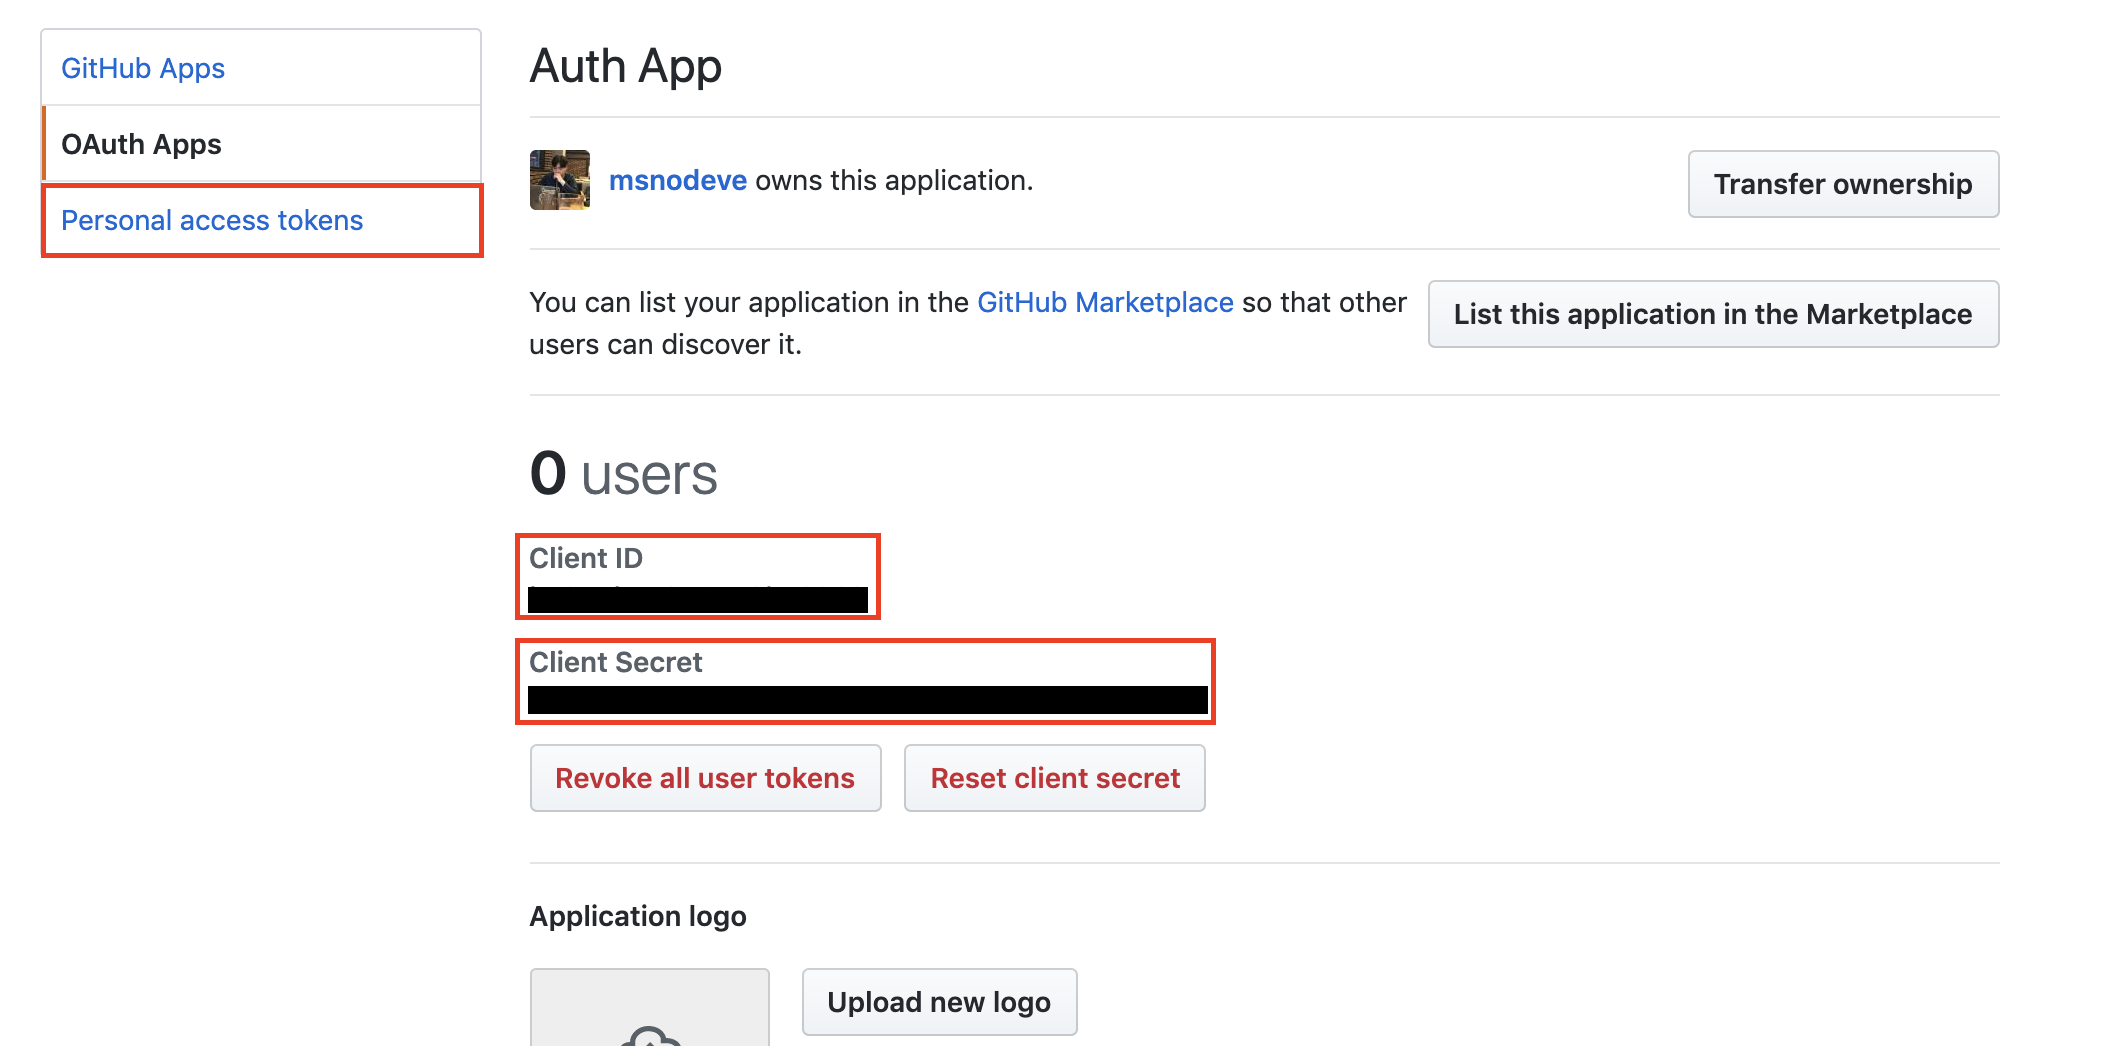 GitHub Apps
OAuth Apps
Personal access tokens
Auth App
msnodeve owns this application.
Transfer ownership
You can list your application in the GitHub Marketplace so that other
users can discover it.
List this application in the Marketplace
0 users
Client ID
Client Secret
Revoke all user tokens
Reset client secret
Application logo
Upload new logo